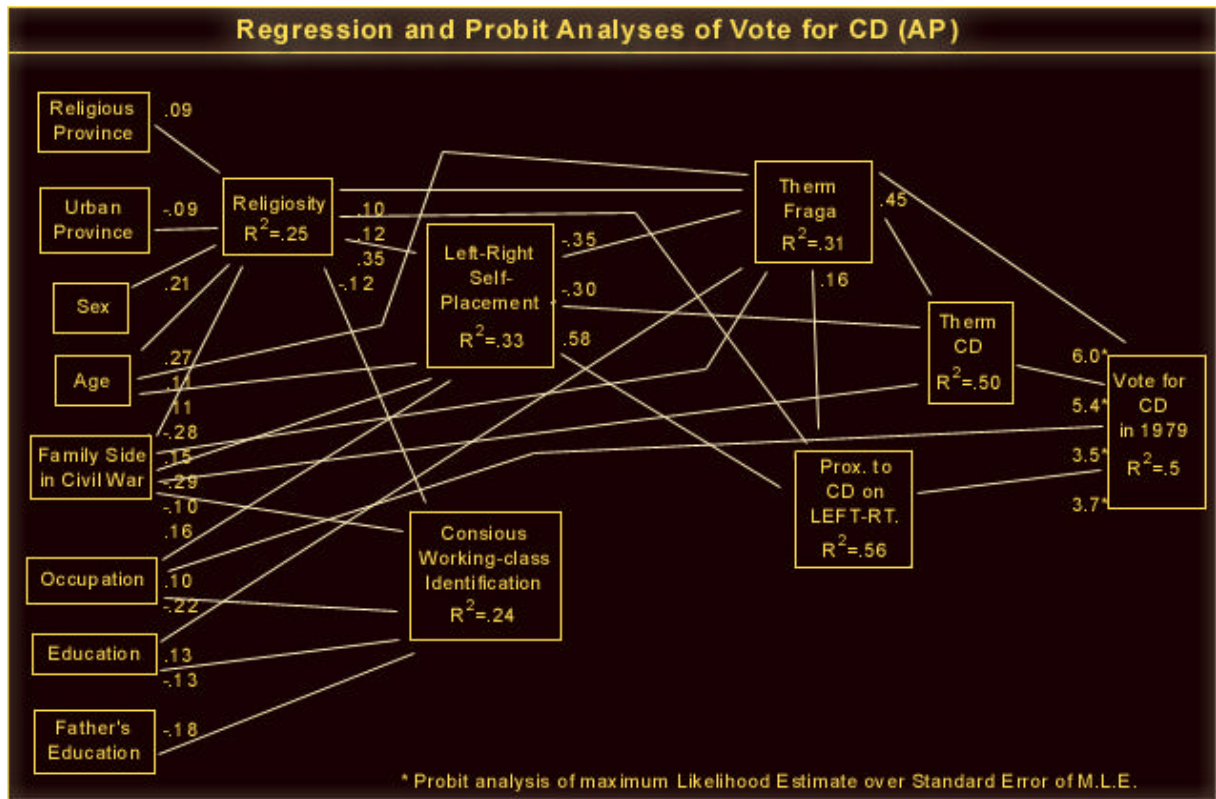 Regression and Probit Analyses of Vote for CD (AP)
Religious
Province
.09
Urban
Province
-.09
Sex
.21
Age
.27
.11
.11
Family Side
in Civil War
-.28
.15
-.29
-.10
.16
Occupation
.10
-.22
Education
.13
-.13
Father's
Education
-.18
Religiosity
R²=.25
.10
.12
.35
-.12
Left-Right
Self-
Placement
R²=.33
-.35
-.30
.58
Consious
Working-class
Identification
R²=.24
Therm
Fraga
R²=.31
.45
.16
Therm
CD
R²=.50
Prox. to
CD on
LEFT-RT.
R²=.56
6.0*
5.4*
3.5*
3.7*
Vote for
CD
in 1979
R²=.5
* Probit analysis of maximum Likelihood Estimate over Standard Error of M.L.E.